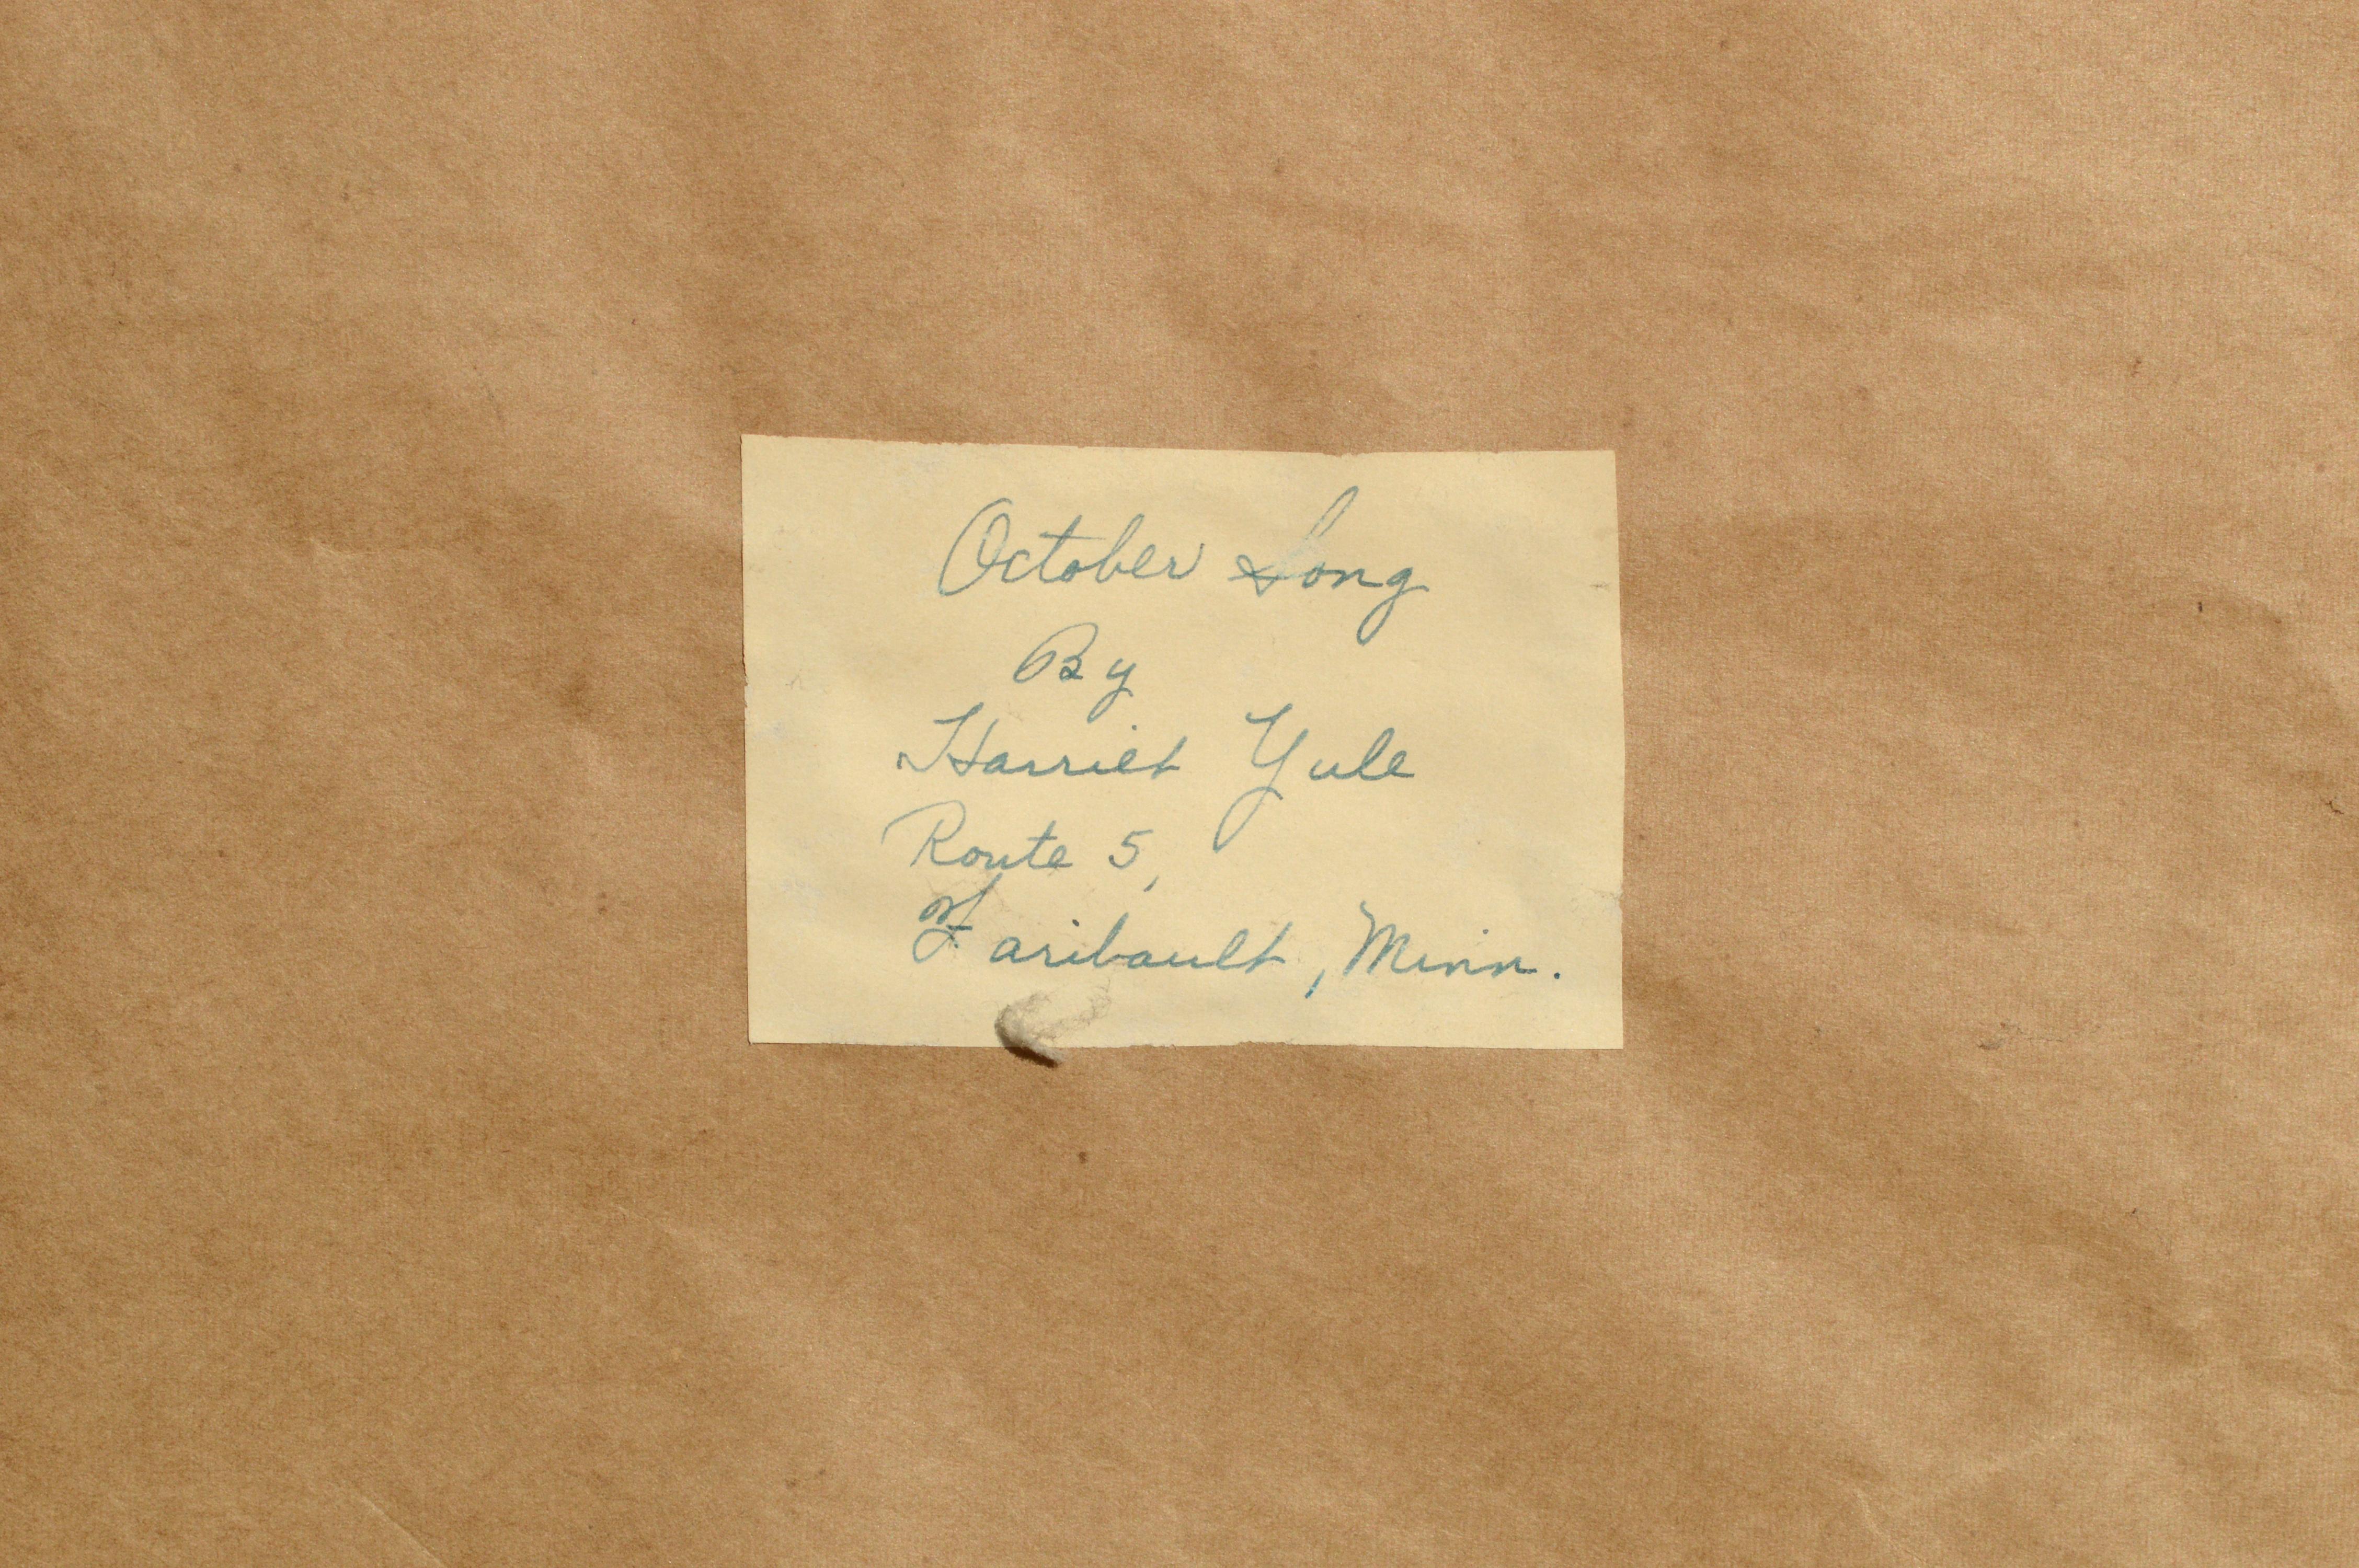 October Song
By
Harriet Yule
Route 5,
Faribault, Minn.